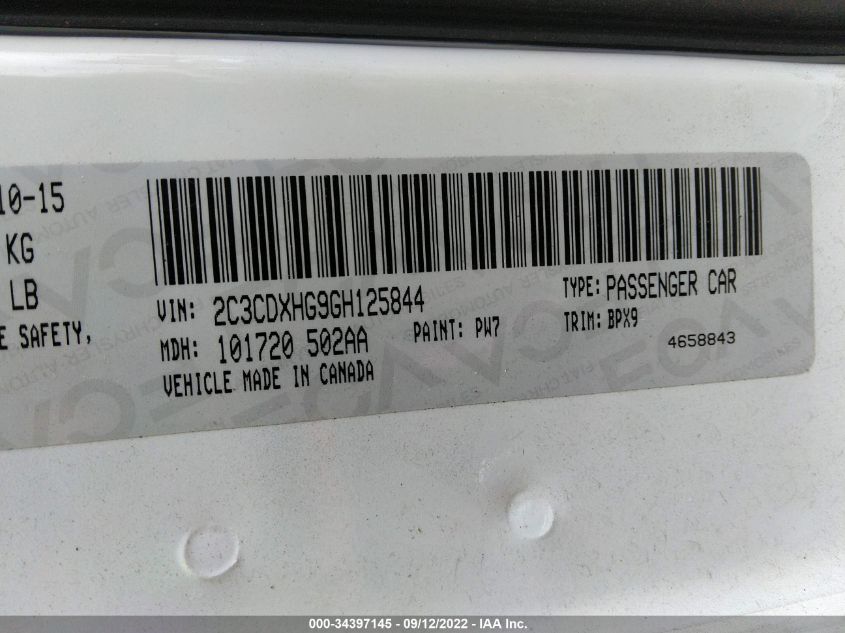 10-15
KG
LB
E SAFETY,
VIN: 2C3CDXHG9GH125844
TYPE: PASSENGER CAR
MDH: 101720 502AA
PAINT: PW7
TRIM: BPX9
4658843
VEHICLE MADE IN CANADA
000-34397145 - 09/12/2022 - IAA Inc.